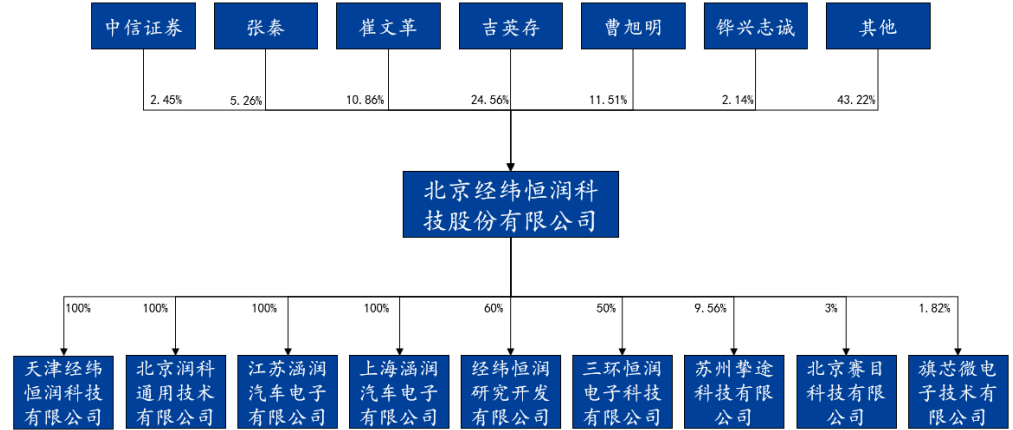 中信证券
张秦
崔文革
吉英存
曹旭明
铧兴志诚
其他
2.45%
5.26%
10.86%
24.56%
11.51%
2.14%
43.22%
北京经纬恒润科
技股份有限公司
100%
100%
100%
100%
60%
50%
9.56%
3%
1.82%
天津经纬
恒润科技
有限公司
北京润科
通用技术
有限公司
江苏涵润
汽车电子
有限公司
上海涵润
汽车电子
有限公司
经纬恒润
研究开发
有限公司
三环恒润
电子科技
有限公司
苏州挚途
科技有限
公司
北京赛目
科技有限
公司
旗芯微电
子技术有
限公司